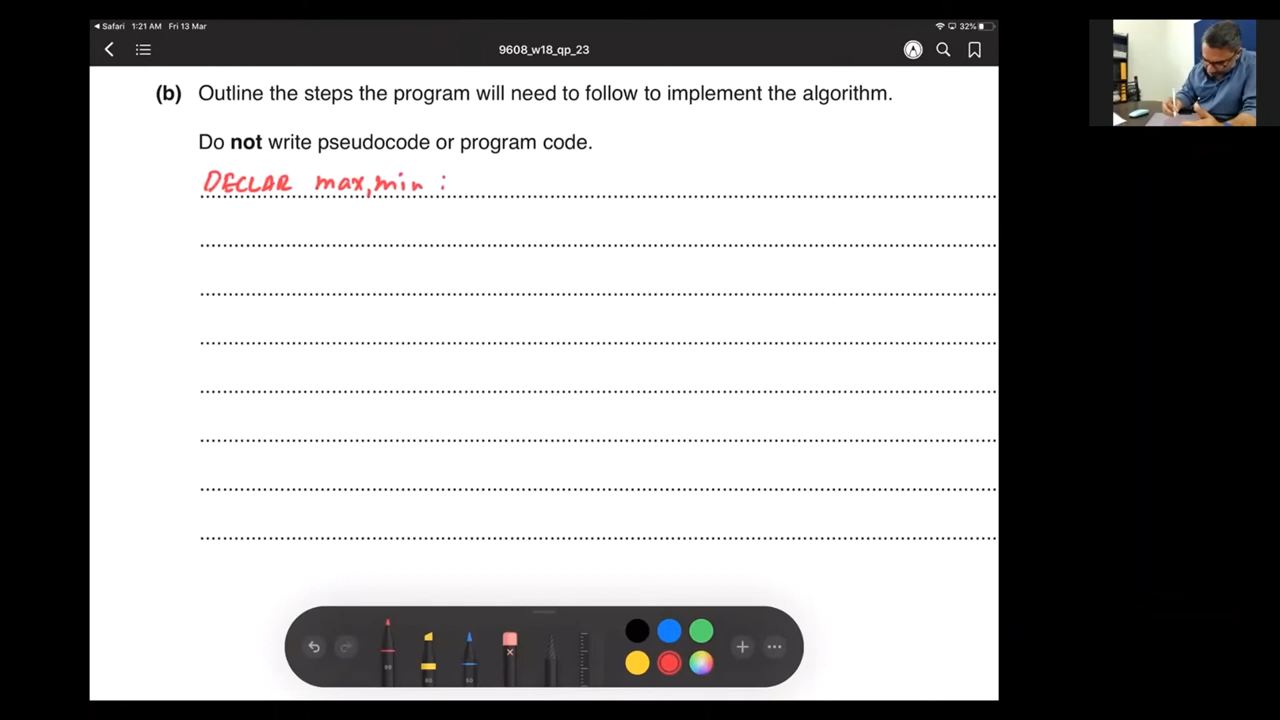 Safari 1:21 AM Fri 13 Mar
32%
9608_w18_qp_23
(b) Outline the steps the program will need to follow to implement the algorithm.
Do not write pseudocode or program code.
DECLAR max,min :